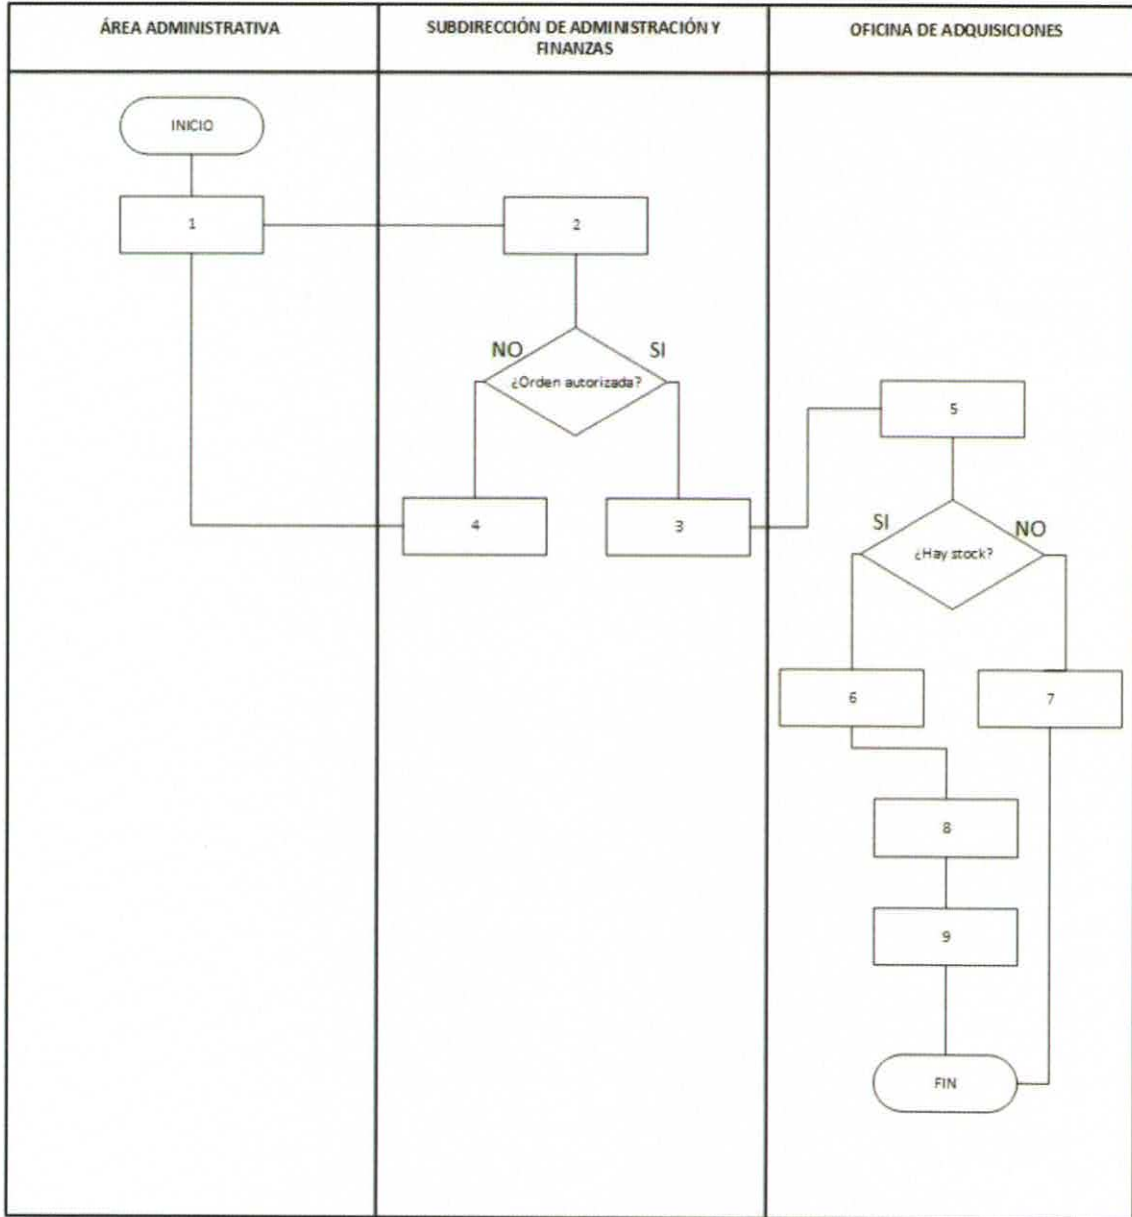 ÁREA ADMINISTRATIVA
SUBDIRECCIÓN DE ADMINISTRACIÓN Y
FINANZAS
OFICINA DE ADQUISICIONES
INICIO
1
2
NO
SI
¿Orden autorizada?
5
4
3
SI
NO
¿Hay stock?
6
7
8
9
FIN